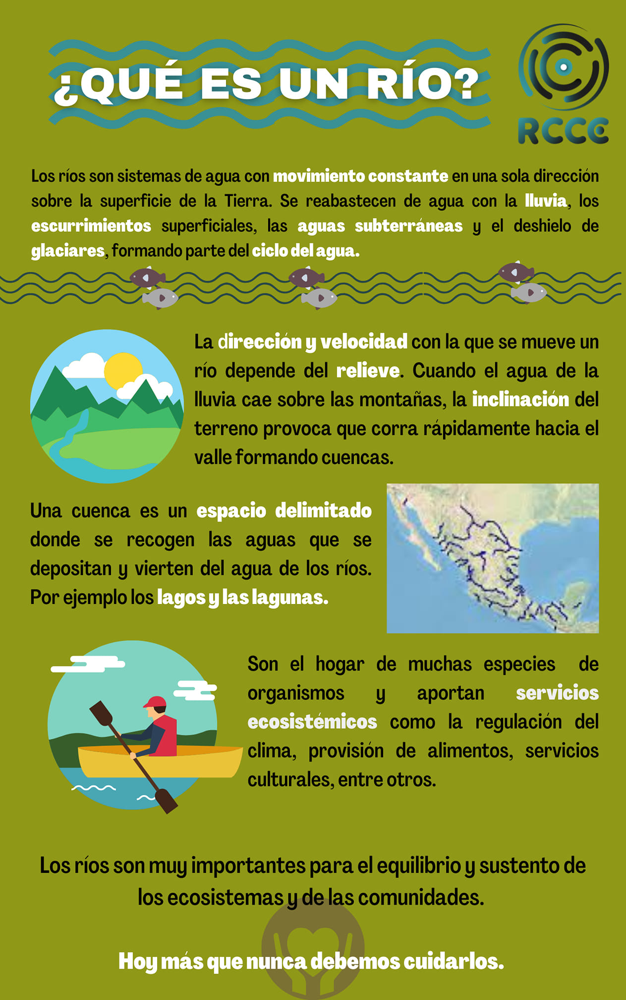 ¿QUÉ ES UN RÍO?
RCCE
Los ríos son sistemas de agua con movimiento constante en una sola dirección
sobre la superficie de la Tierra. Se reabastecen de agua con la lluvia, los
escurrimientos superficiales, las aguas subterráneas y el deshielo de
glaciares, formando parte del ciclo del agua.
La dirección y velocidad con la que se mueve un
río depende del relieve. Cuando el agua de la
lluvia cae sobre las montañas, la inclinación del
terreno provoca que corra rápidamente hacia el
valle formando cuencas.
Una cuenca es un espacio delimitado
donde se recogen las aguas que se
depositan y vierten del agua de los ríos.
Por ejemplo los lagos y las lagunas.
Son el hogar de muchas especies de
organismos y aportan servicios
ecosistémicos como la regulación del
clima, provisión de alimentos, servicios
culturales, entre otros.
Los ríos son muy importantes para el equilibrio y sustento de
los ecosistemas y de las comunidades.
Hoy más que nunca debemos cuidarlos.